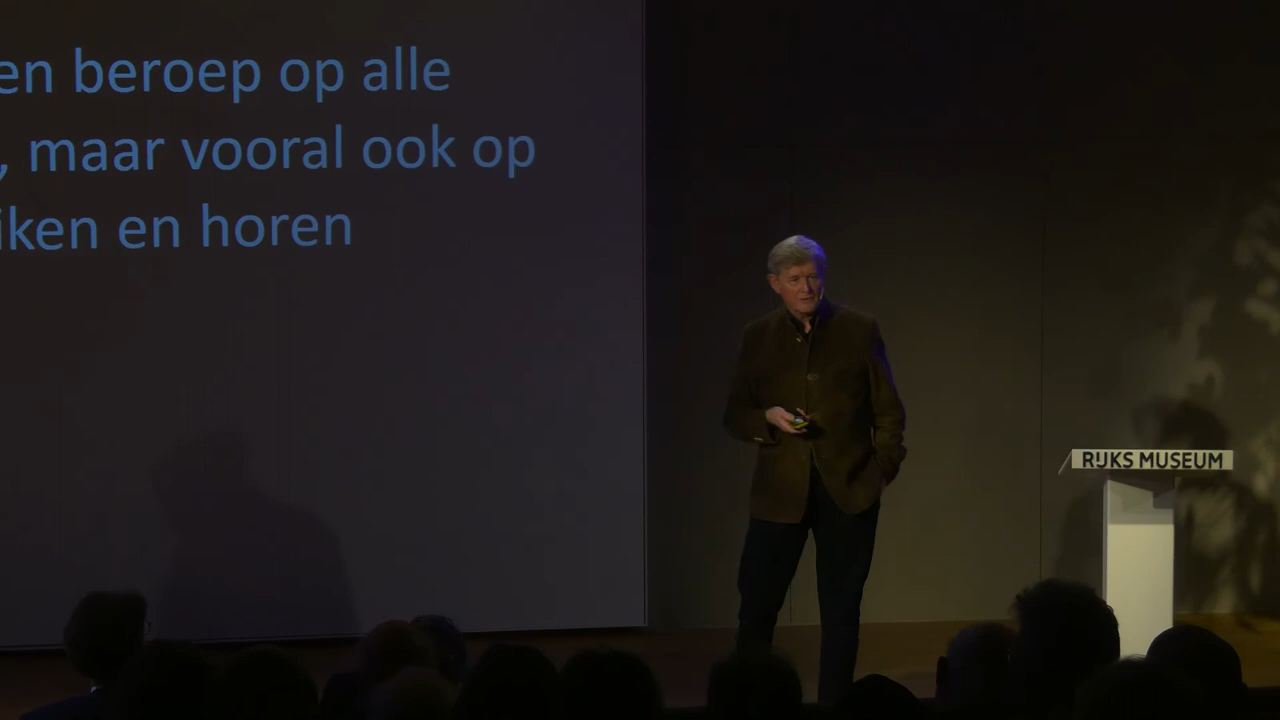 en beroep op alle
, maar vooral ook op
iken en horen
RIJKS MUSEUM